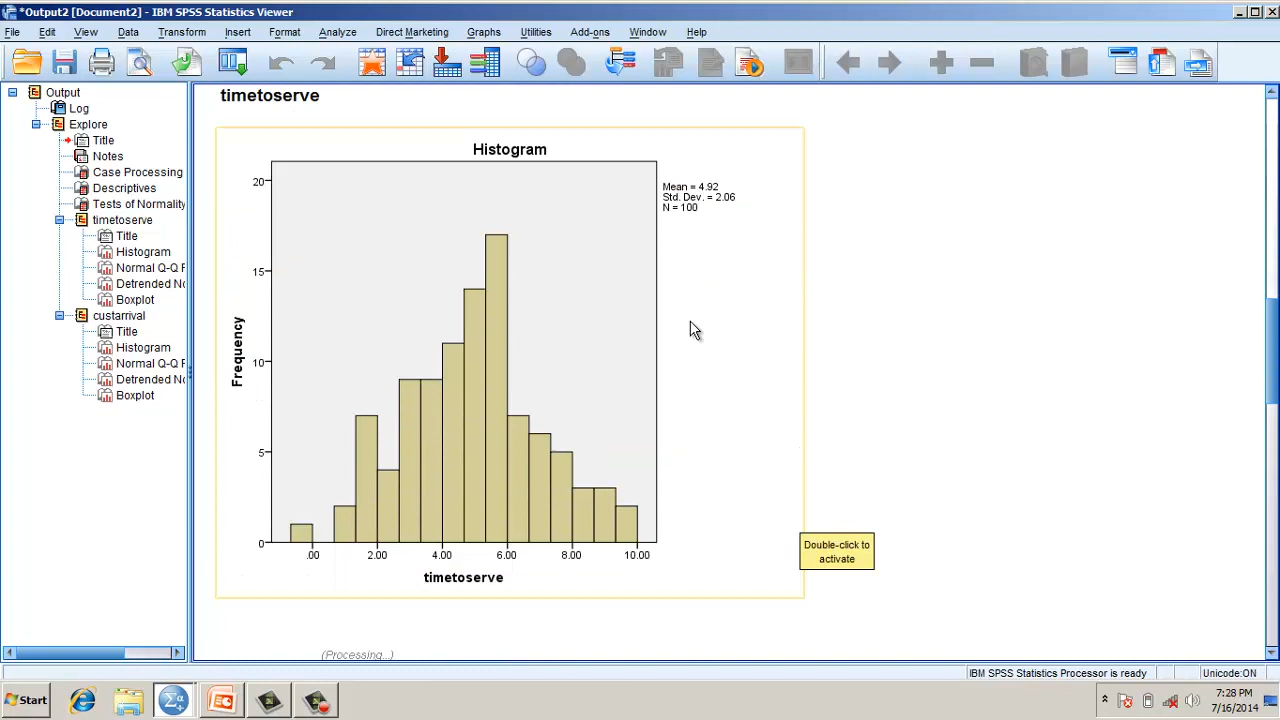 *Output2 [Document2] - IBM SPSS Statistics Viewer
File Edit View Data Transform Insert Format Analyze Direct Marketing Graphs Utilities Add-ons Window Help
Output
Log
Explore
Title
Notes
Case Processing
Descriptives
Tests of Normality
timetoserve
Title
Histogram
Normal Q-Q P
Detrended No
Boxplot
custarrival
Title
Histogram
Normal Q-Q P
Detrended No
Boxplot
timetoserve
Histogram
Mean = 4.92
Std. Dev. = 2.06
N = 100
Frequency
20
15
10
5
0
.00 2.00 4.00 6.00 8.00 10.00
timetoserve
Double-click to
activate
(Processing...)
IBM SPSS Statistics Processor is ready Unicode:ON
Start
7:28 PM
7/16/2014